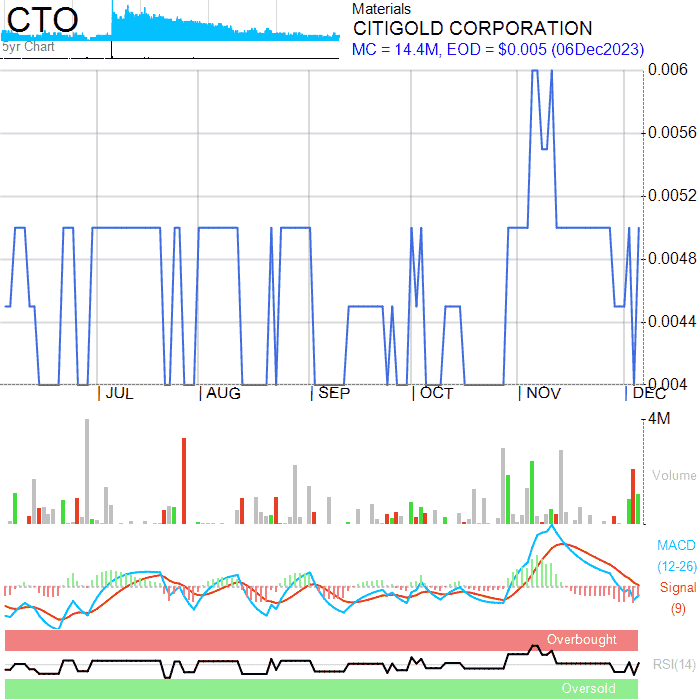 CTO
5yr Chart
Materials
CITIGOLD CORPORATION
MC = 14.4M, EOD = $0.005 (06Dec2023)
0.006
0.0056
0.0052
0.0048
0.0044
0.004
JUL AUG SEP OCT NOV DEC
4M
Volume
MACD
(12-26)
Signal
(9)
Overbought
RSI(14)
Oversold